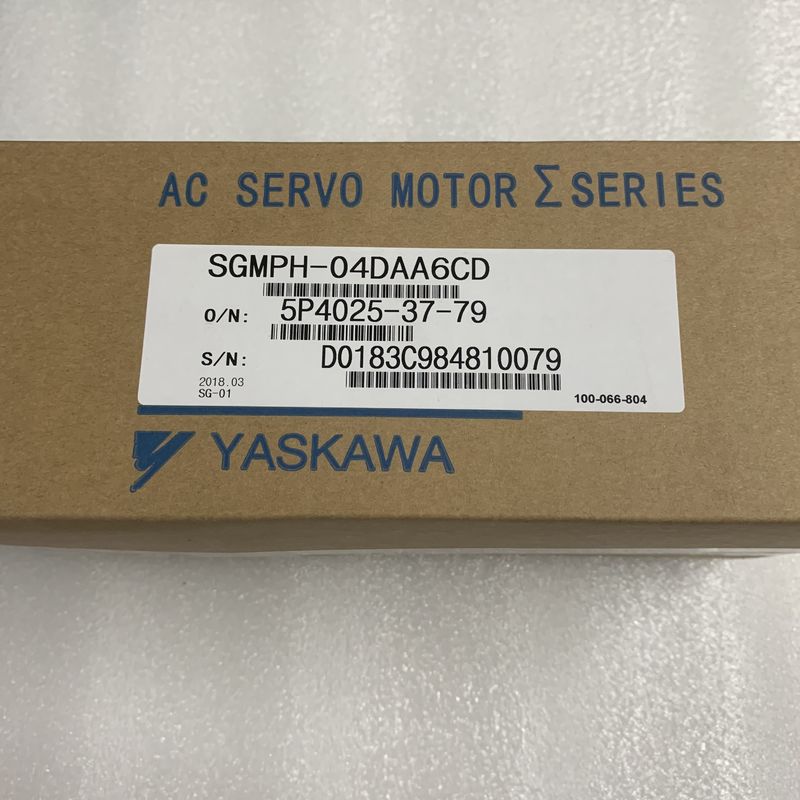 AC SERVO MOTOR Σ SERIES
SGMPH-04DAA6CD
O/N: 5P4025-37-79
S/N: D0183C984810079
2018.03
SG-01
100-066-804
YASKAWA